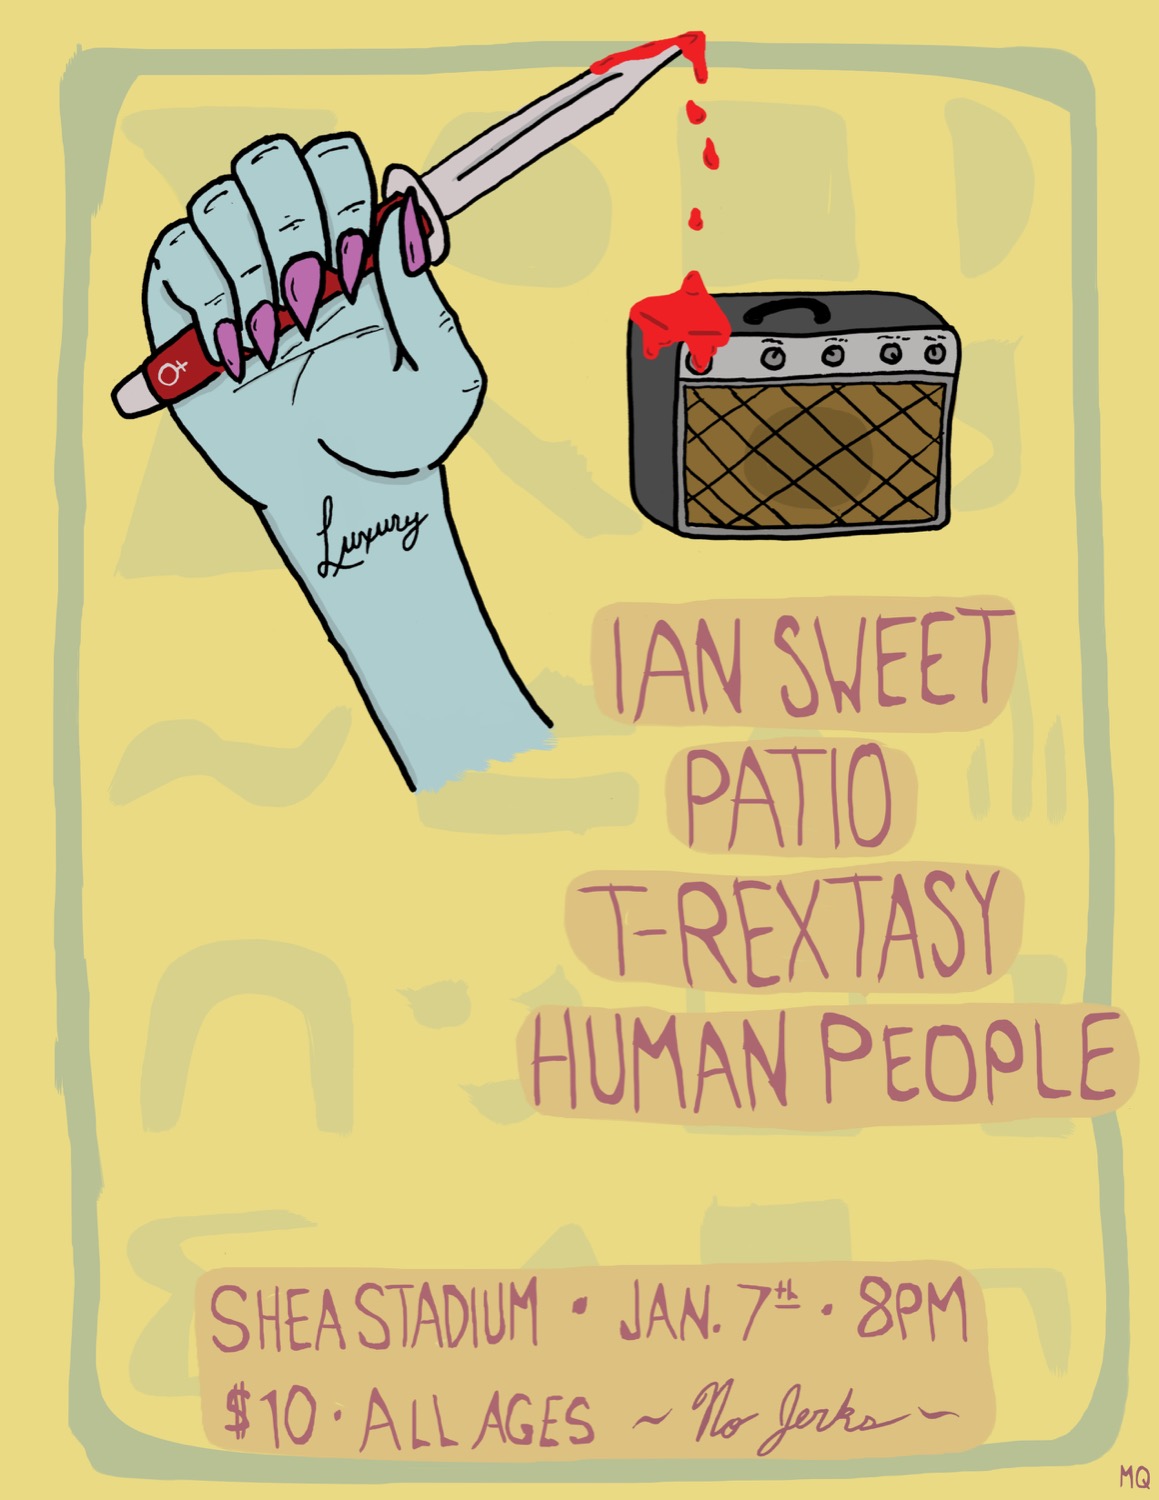 Luxury
IAN SWEET
PATIO
T-REXTASY
HUMAN PEOPLE
SHEA STADIUM • JAN. 7th • 8PM
$10 • ALL AGES ~ No Jerks ~
MQ